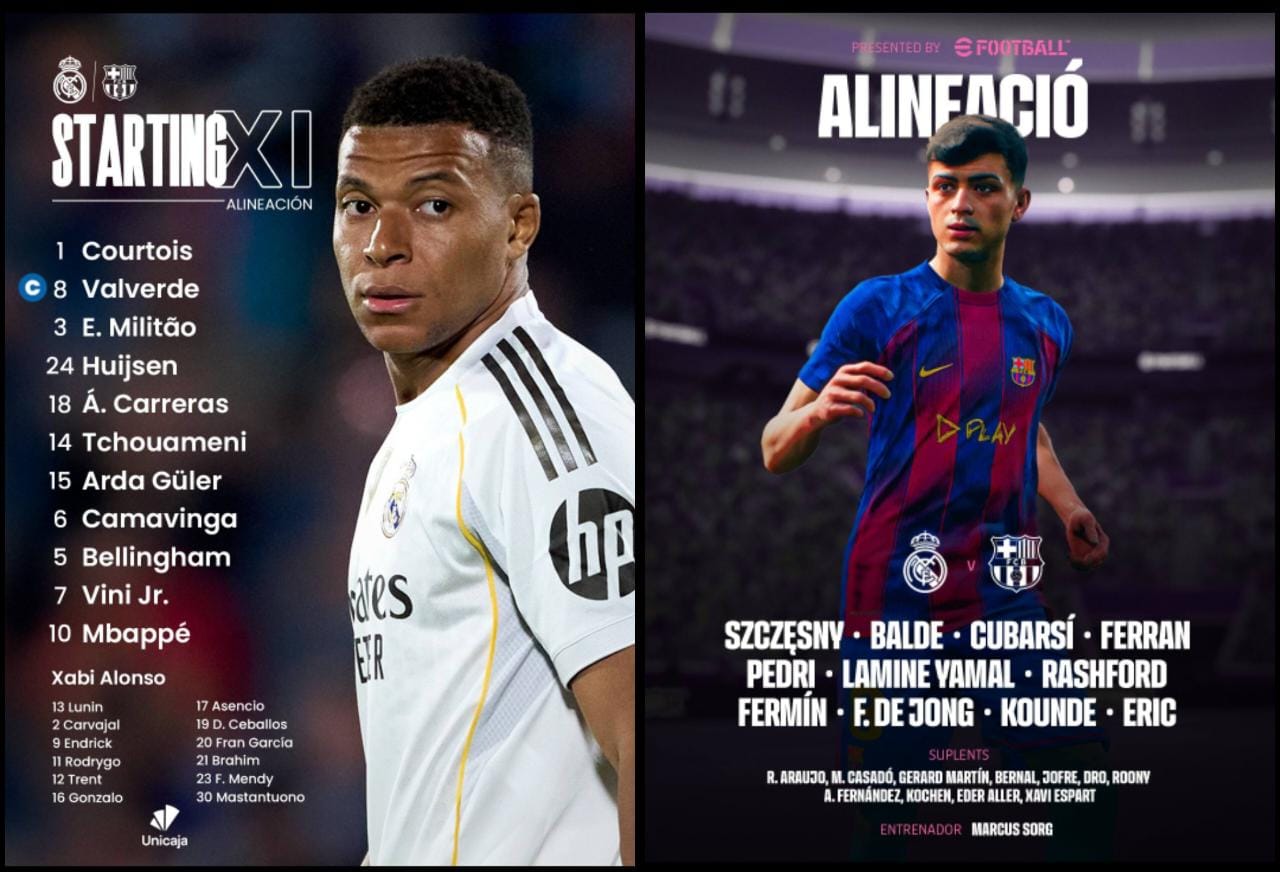 STARTING XI
ALINEACIÓN
1 Courtois
C 8 Valverde
3 E. Militão
24 Huijsen
18 Á. Carreras
14 Tchouameni
15 Arda Güler
6 Camavinga
5 Bellingham
7 Vini Jr.
10 Mbappé
Xabi Alonso
13 Lunin
2 Carvajal
9 Endrick
11 Rodrygo
12 Trent
16 Gonzalo
17 Asencio
19 D. Ceballos
20 Fran García
21 Brahim
23 F. Mendy
30 Mastantuono
Unicaja
hp
PRESENTED BY eFOOTBALL™
ALINEACIÓ
PLAY
FCB
V
SZCZĘSNY · BALDE · CUBARSÍ · FERRAN
PEDRI · LAMINE YAMAL · RASHFORD
FERMÍN · F. DE JONG · KOUNDE · ERIC
SUPLENTS
R. ARAUJO, M. CASADÓ, GERARD MARTÍN, BERNAL, JOFRE, DRO, ROONY
A. FERNÁNDEZ, KOCHEN, EDER ALLER, XAVI ESPART
ENTRENADOR MARCUS SORG